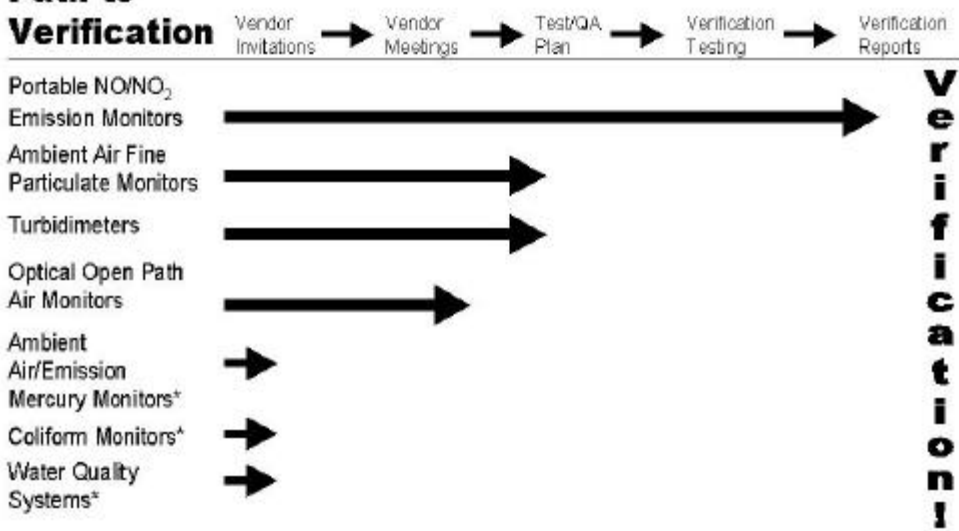 Verification
Vendor
Invitations
Vendor
Meetings
Test/QA
Plan
Verification
Testing
Verification
Reports
Portable NO/NO₂
Emission Monitors
Ambient Air Fine
Particulate Monitors
Turbidimeters
Optical Open Path
Air Monitors
Ambient
Air/Emission
Mercury Monitors*
Coliform Monitors*
Water Quality
Systems*
Verification!